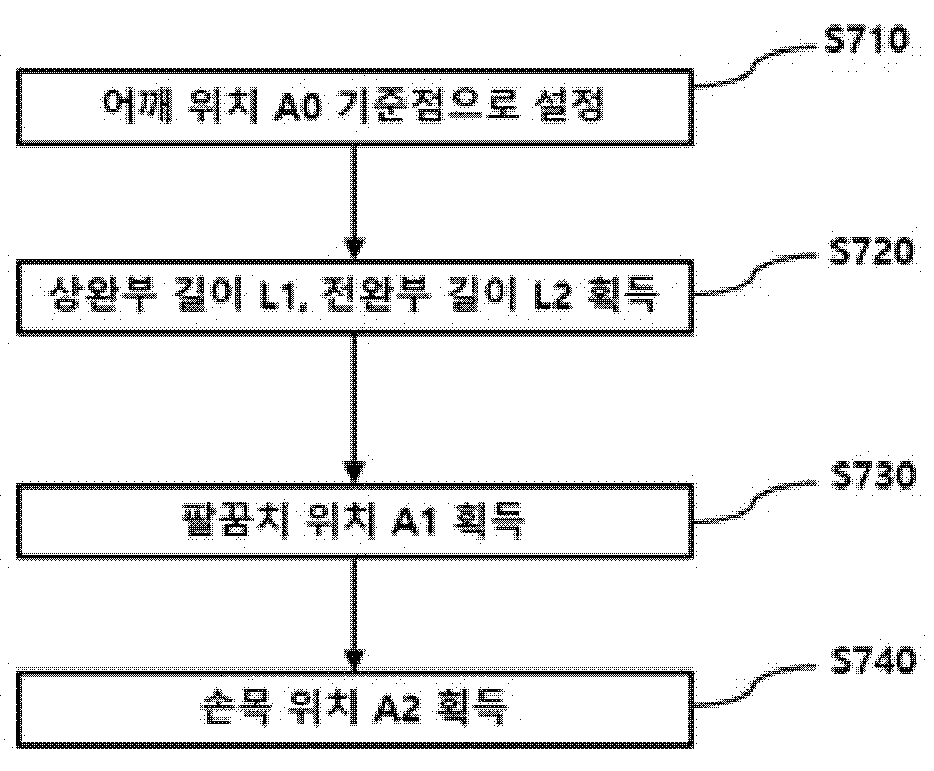 S710
어깨 위치 A0 기준점으로 설정
S720
상완부 길이 L1, 전완부 길이 L2 획득
S730
팔꿈치 위치 A1 획득
S740
손목 위치 A2 획득